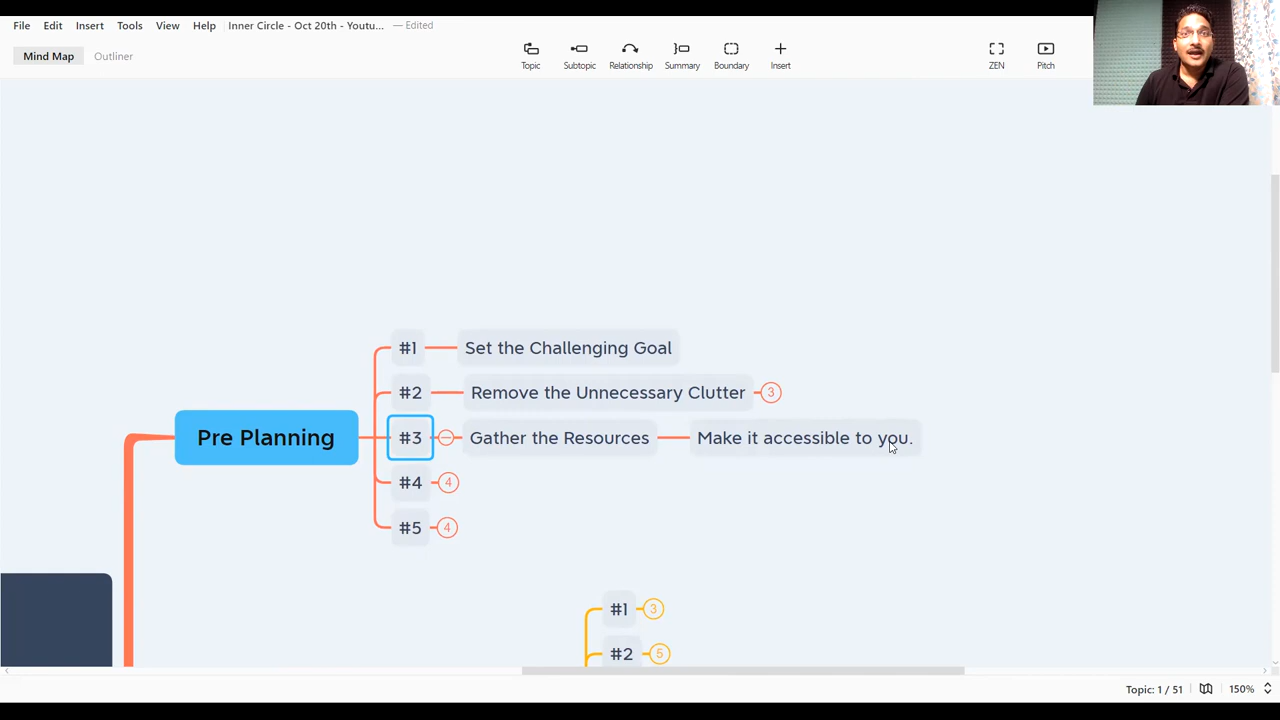 File Edit Insert Tools View Help Inner Circle - Oct 20th - Youtu... — Edited
Mind Map Outliner
Topic Subtopic Relationship Summary Boundary Insert ZEN Pitch
#1 Set the Challenging Goal
#2 Remove the Unnecessary Clutter 3
Pre Planning #3 Gather the Resources Make it accessible to you.
#4 4
#5 4
#1 3
#2 5
Topic: 1 / 51 150%